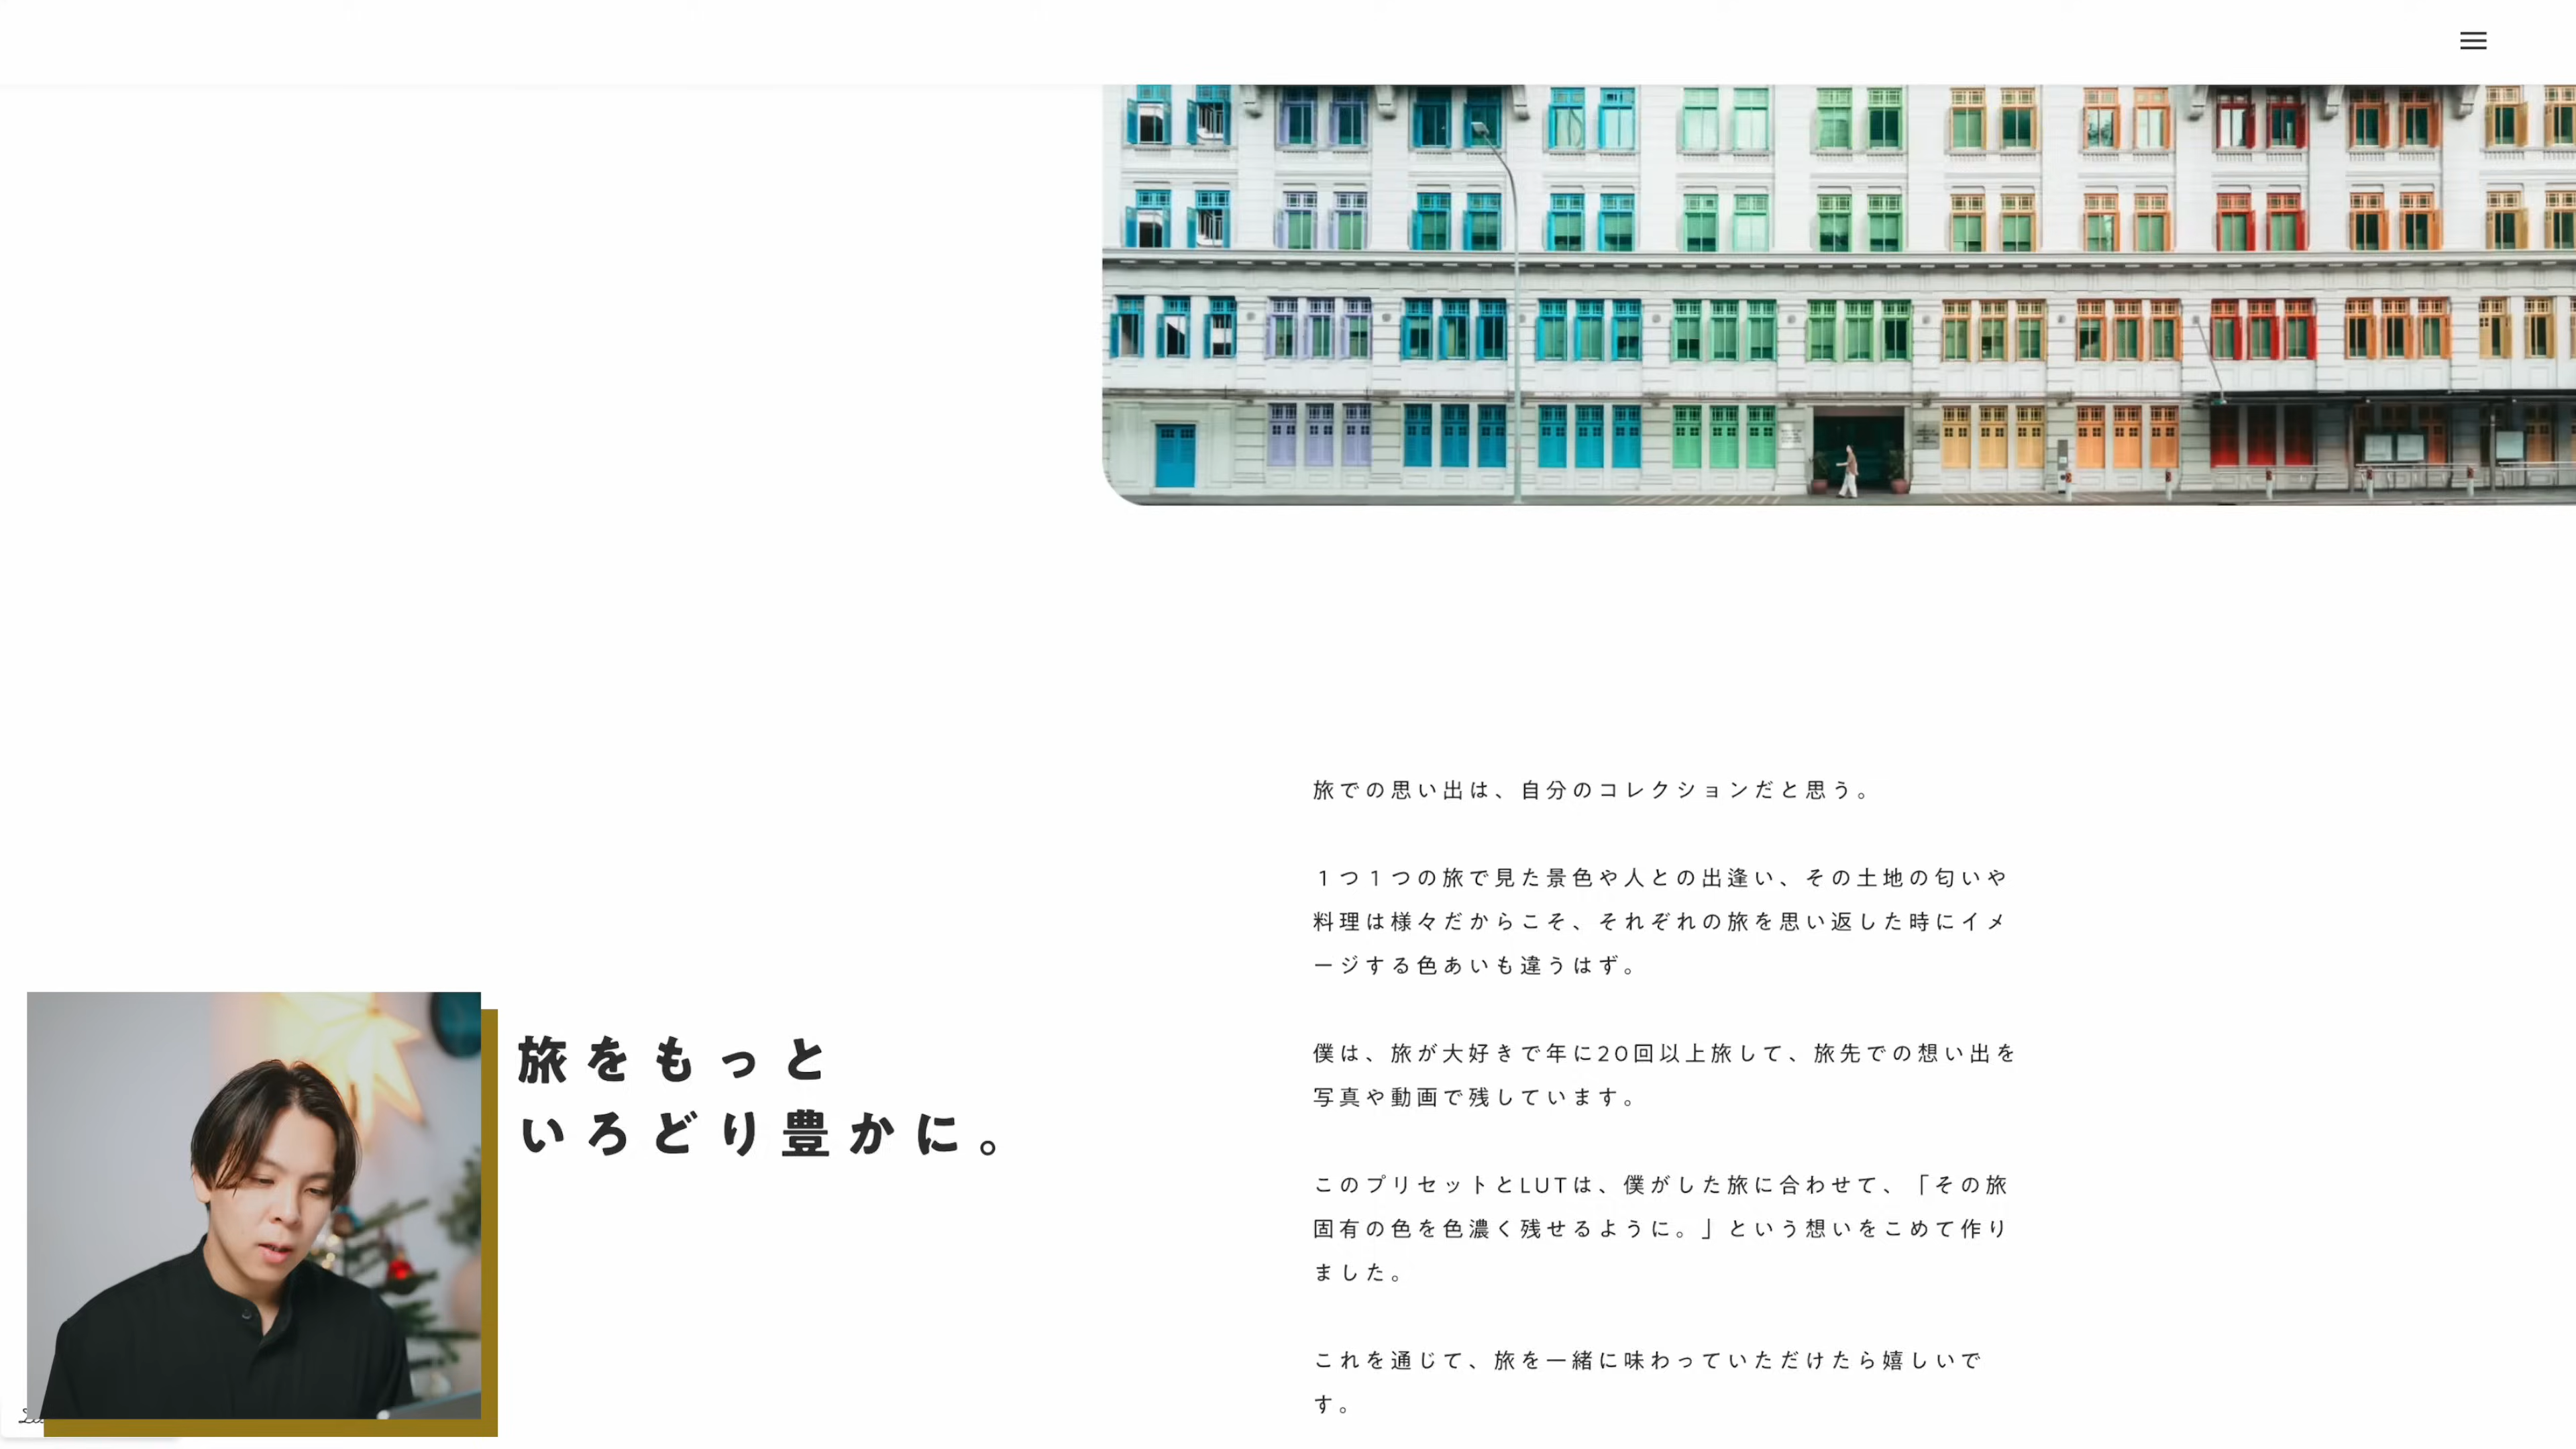 旅をもっと
いろどり豊かに。
旅での思い出は、自分のコレクションだと思う。
１つ１つの旅で見た景色や人との出逢い、その土地の匂いや
料理は様々だからこそ、それぞれの旅を思い返した時にイメ
ージする色あいも違うはず。
僕は、旅が大好きで年に20回以上旅して、旅先での想い出を
写真や動画で残しています。
このプリセットとLUTは、僕がした旅に合わせて、「その旅
固有の色を色濃く残せるように。」という想いをこめて作り
ました。
これを通じて、旅を一緒に味わっていただけたら嬉しいで
す。